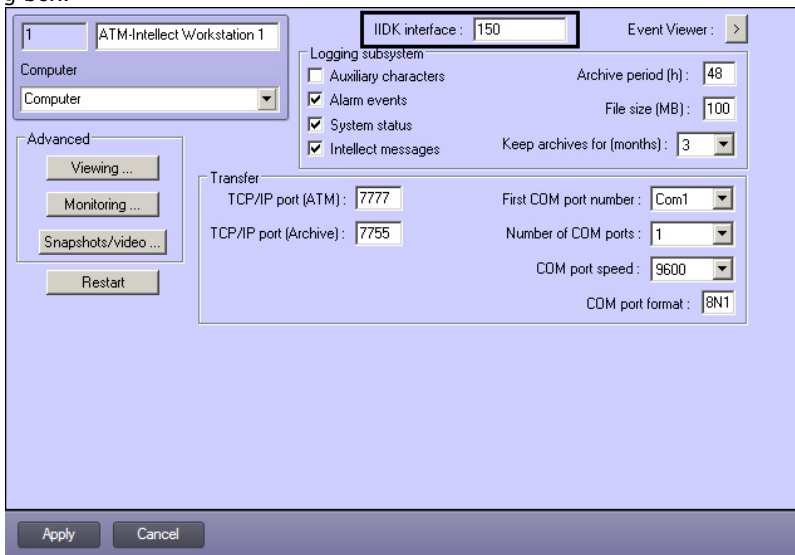 1 ATM-Intellect Workstation 1
Computer
Computer
IIDK interface : 150
Event Viewer : >
Logging subsystem
Auxiliary characters
Alarm events
System status
Intellect messages
Archive period (h) : 48
File size (MB) : 100
Keep archives for (months) : 3
Advanced
Viewing ...
Monitoring ...
Snapshots/video ...
Restart
Transfer
TCP/IP port (ATM) : 7777
TCP/IP port (Archive) : 7755
First COM port number : Com1
Number of COM ports : 1
COM port speed : 9600
COM port format : 8N1
Apply Cancel